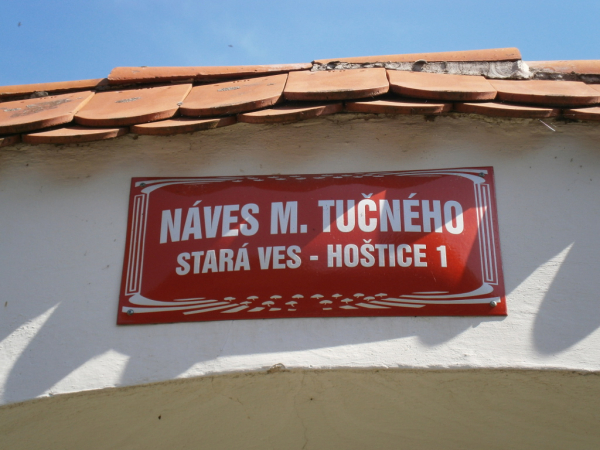 NÁVES M. TUČNÉHO
STARÁ VES - HOŠTICE 1